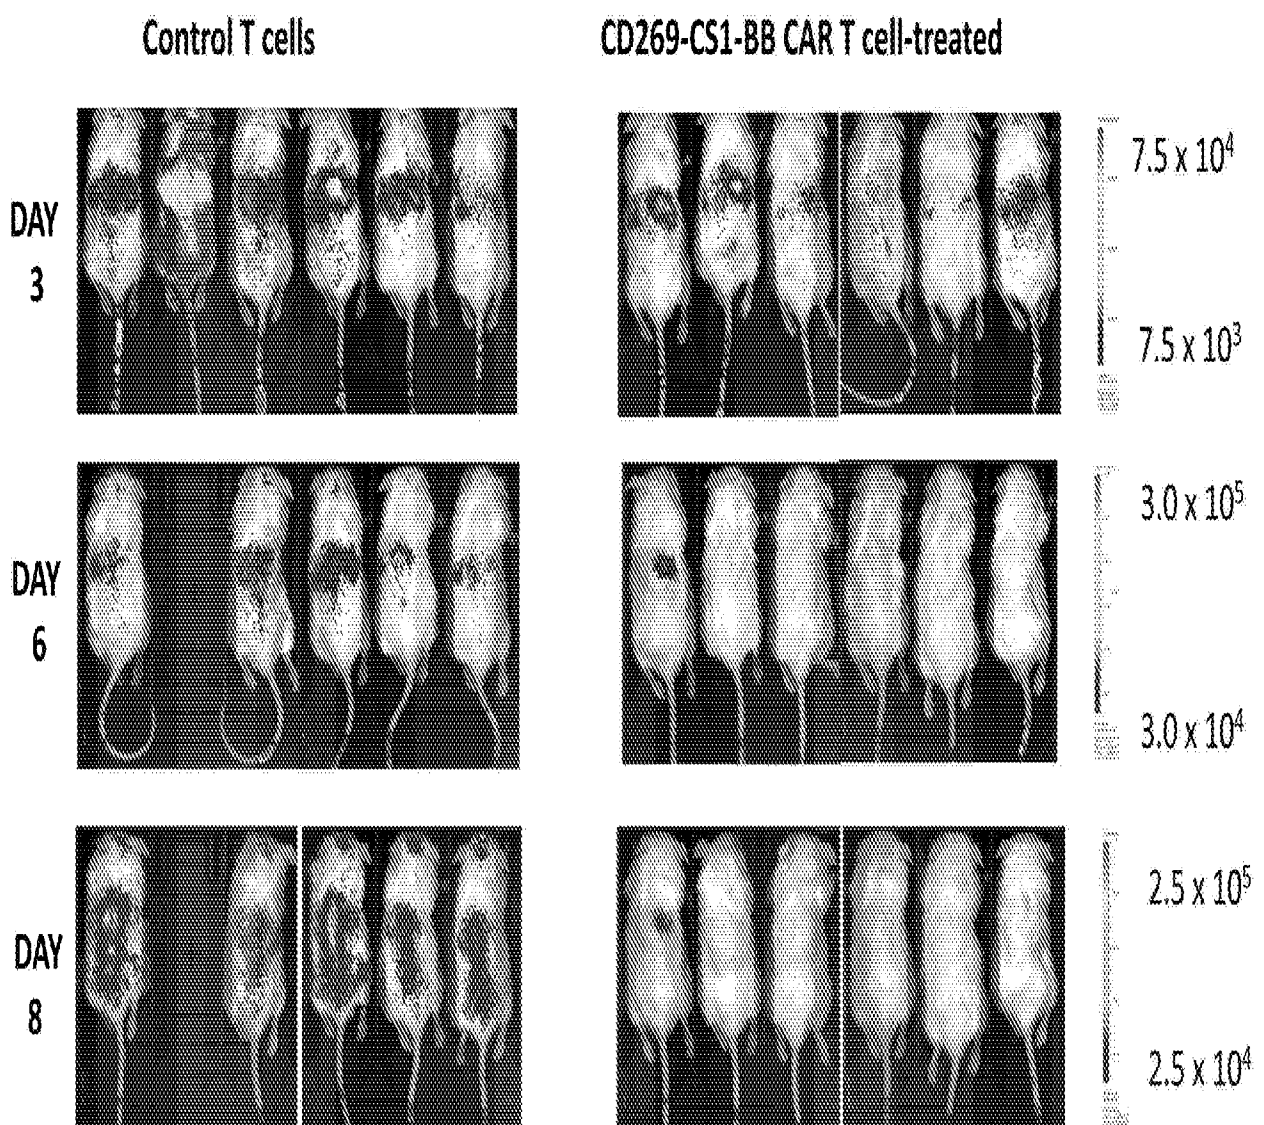 Control T cells
CD269-CS1-BB CAR T cell-treated
DAY
3
7.5 x 10⁴
7.5 x 10³
DAY
6
3.0 x 10⁵
3.0 x 10⁴
DAY
8
2.5 x 10⁵
2.5 x 10⁴